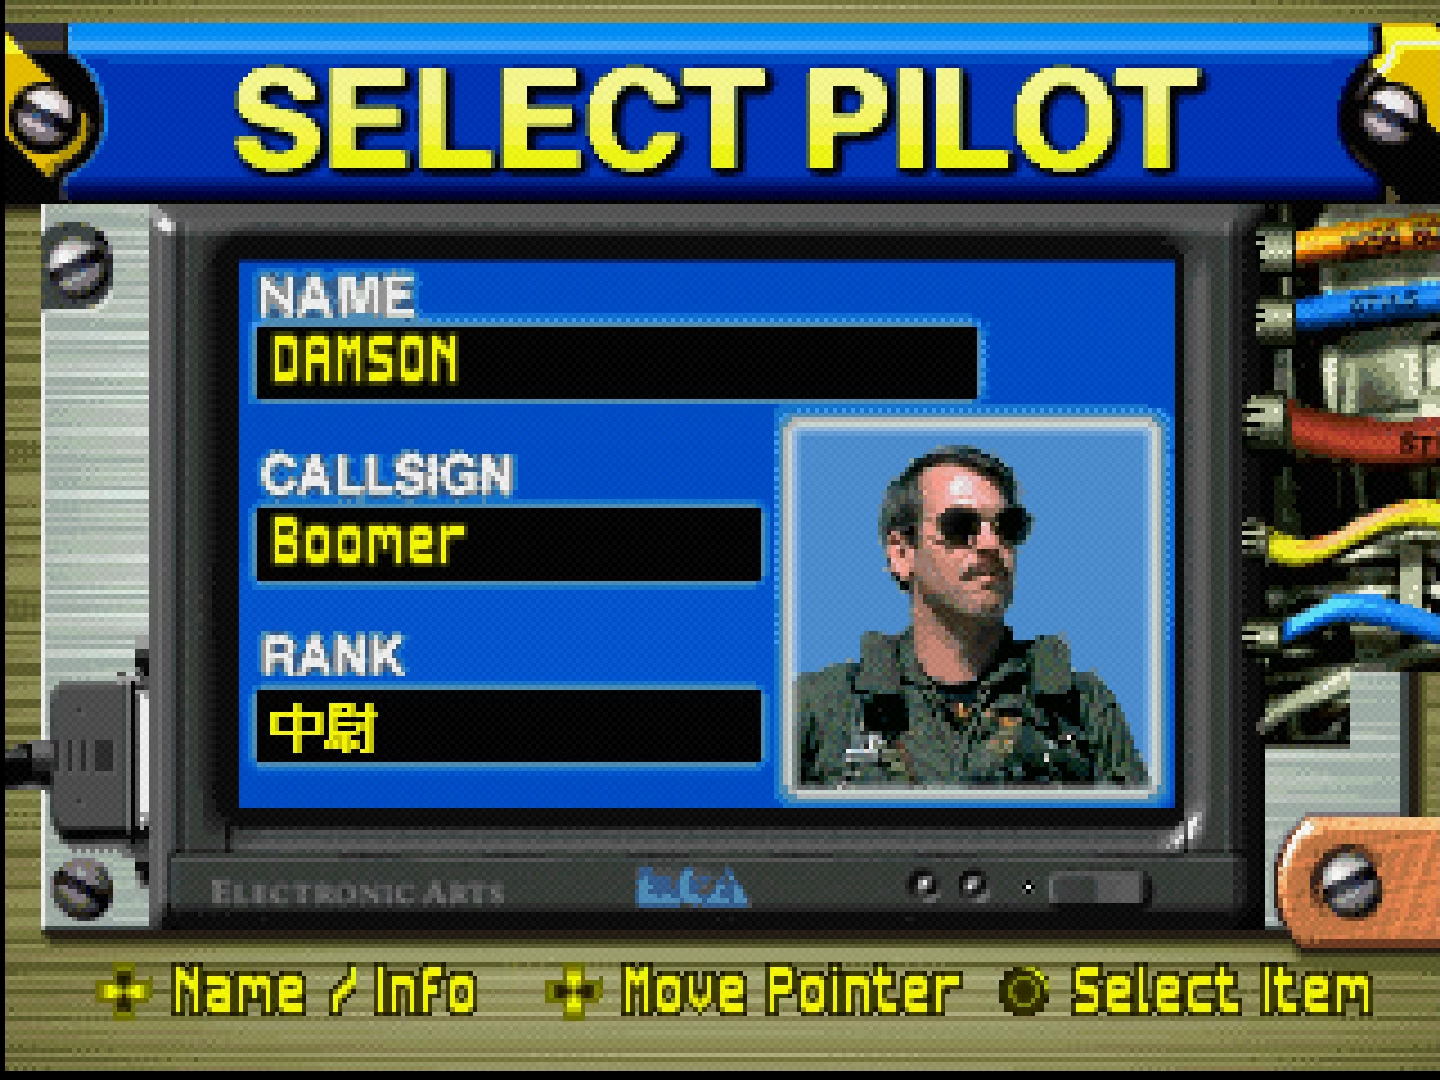 SELECT PILOT
NAME
DAMSON
CALLSIGN
Boomer
RANK
中尉
ELECTRONIC ARTS
Name / Info
Move Pointer
Select Item